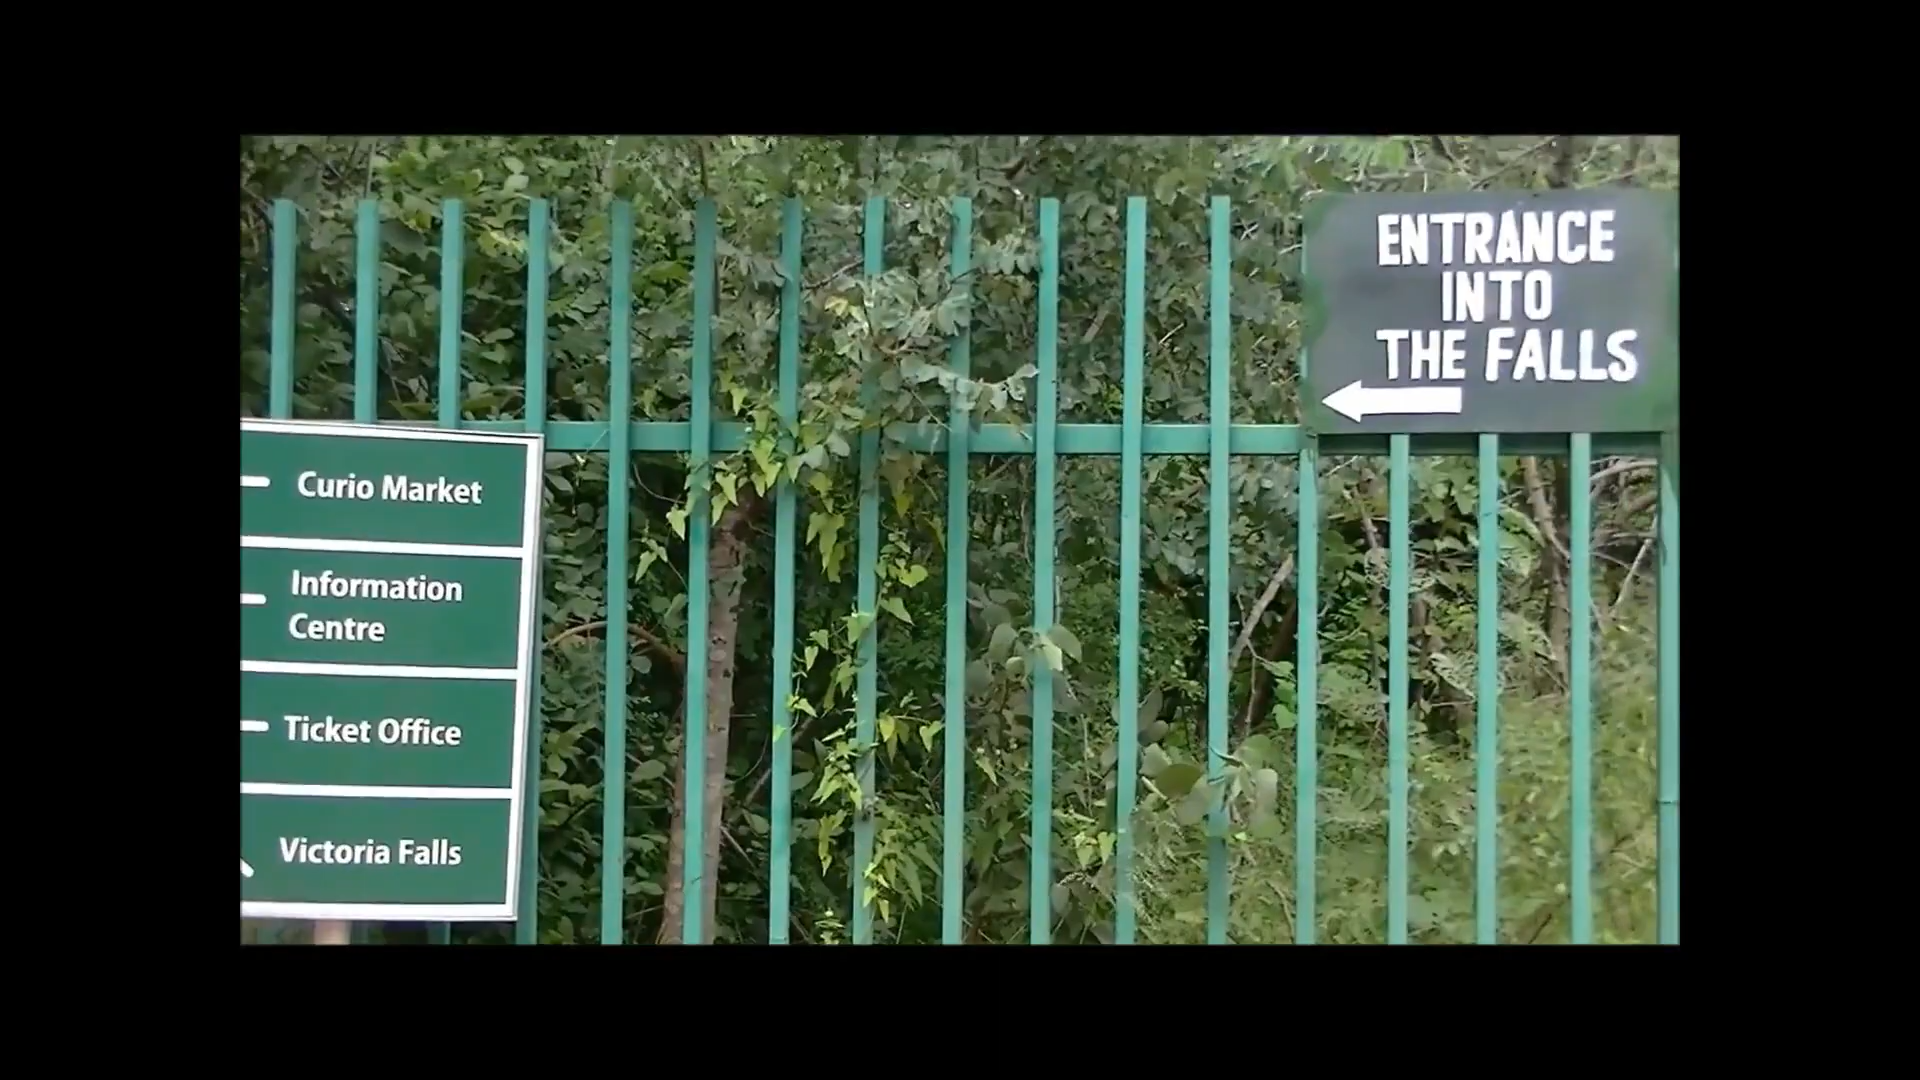 ENTRANCE
INTO
THE FALLS
Curio Market
Information
Centre
Ticket Office
Victoria Falls